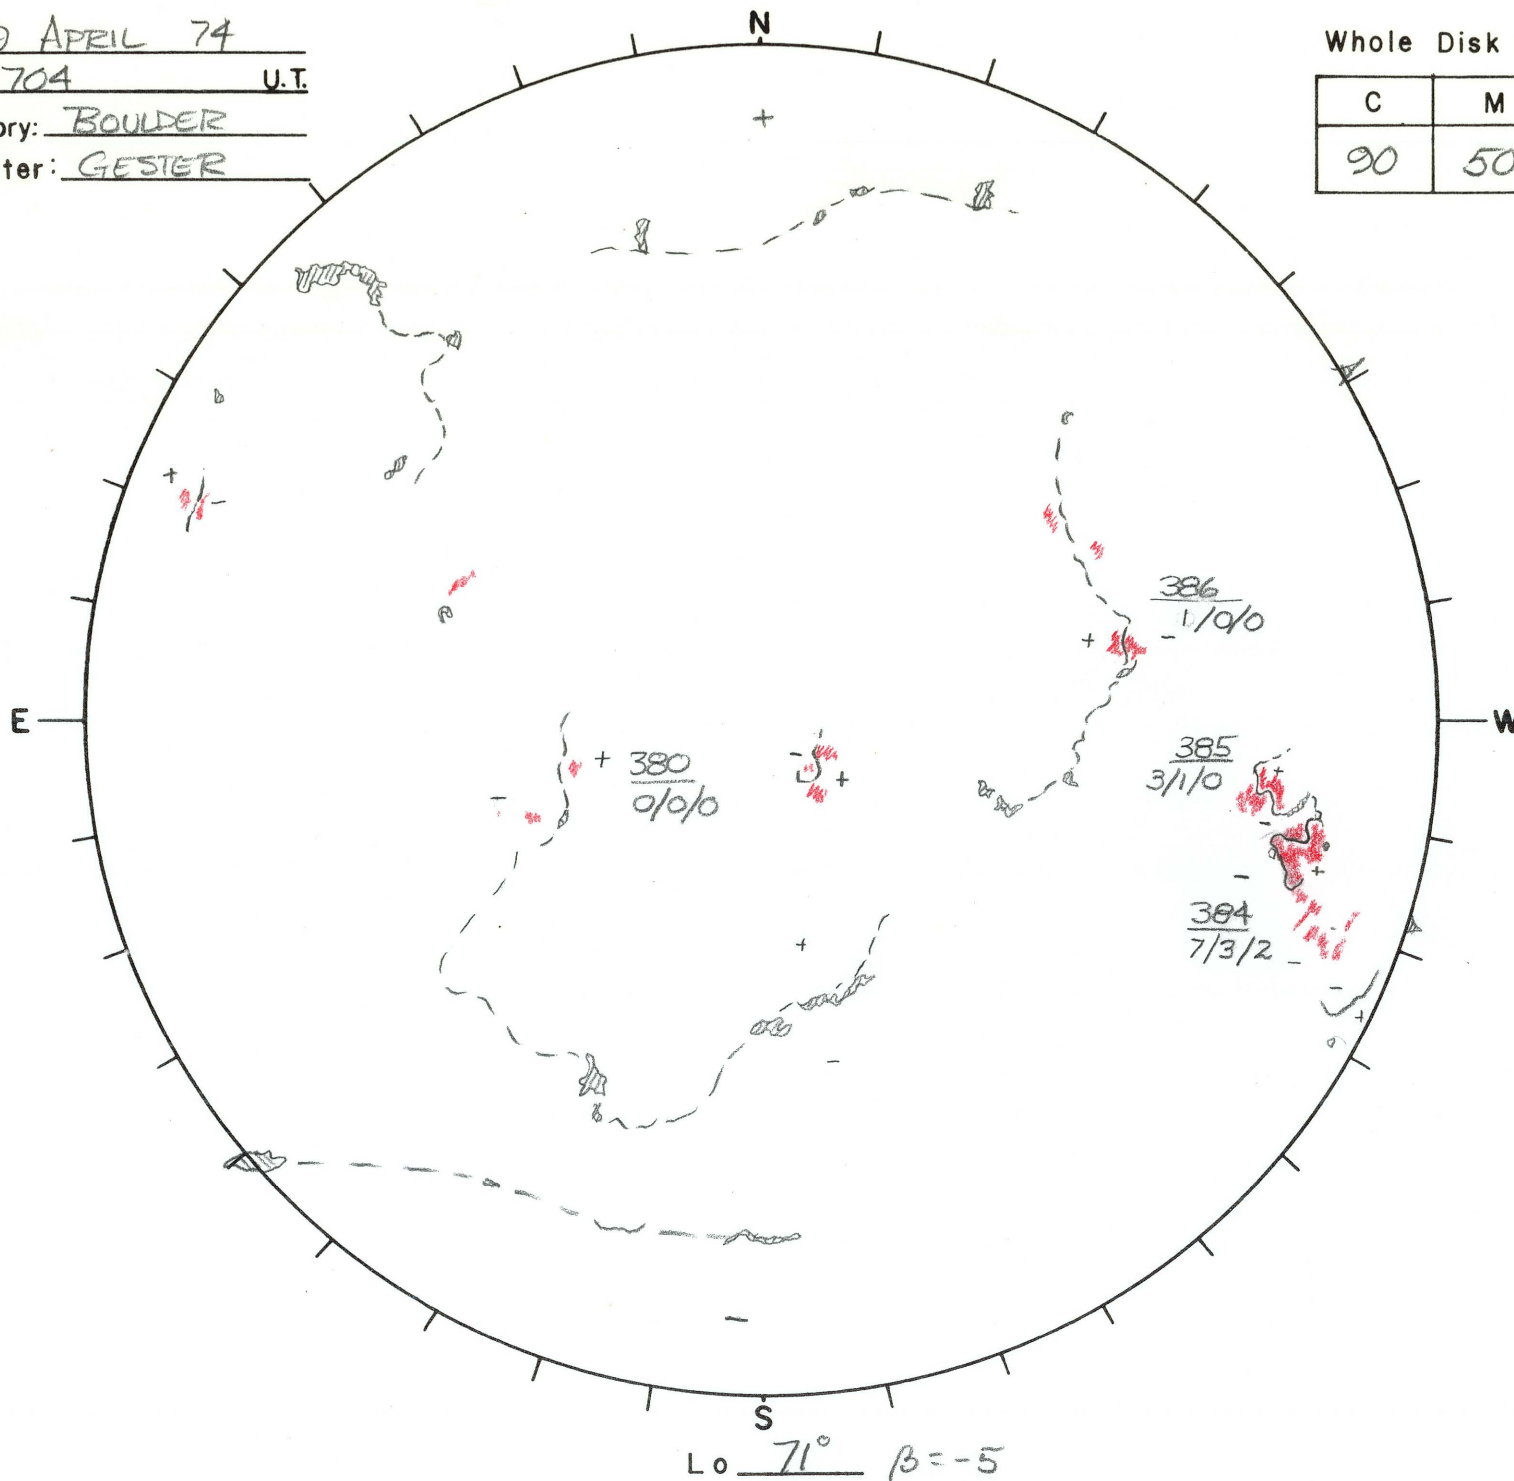 APRIL 74
704 U.T.
ory: BOULDER
ter: GESTER
N
Whole Disk
C M
90 50
+
+
-
386
1/0/0
+ -
E
W
385
3/1/0
+
-
380
0/0/0
+
-
-
+
-
+
384
7/3/2
-
+
-
-
+
-
S
Lo 71° β=-5